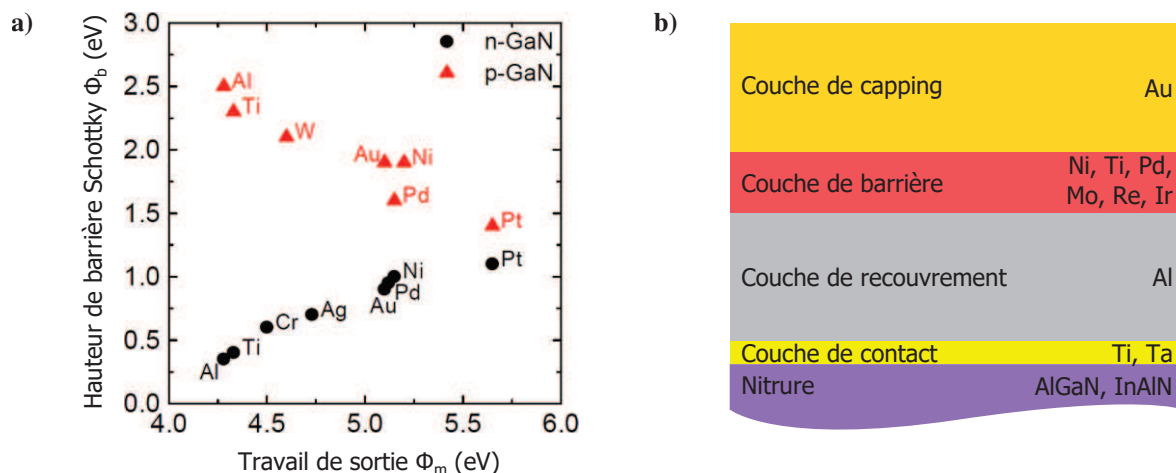 a)
Hauteur de barrière Schottky Φb (eV)
3.0
2.5
2.0
1.5
1.0
0.5
0.0
n-GaN
p-GaN
Al
Ti
W
Au
Ni
Pd
Pt
Pt
Ni
Pd
Au
Ag
Cr
Ti
Al
4.0 4.5 5.0 5.5 6.0
Travail de sortie Φm (eV)
b)
Couche de capping Au
Couche de barrière Ni, Ti, Pd,
Mo, Re, Ir
Couche de recouvrement Al
Couche de contact Ti, Ta
Nitrure AlGaN, InAlN